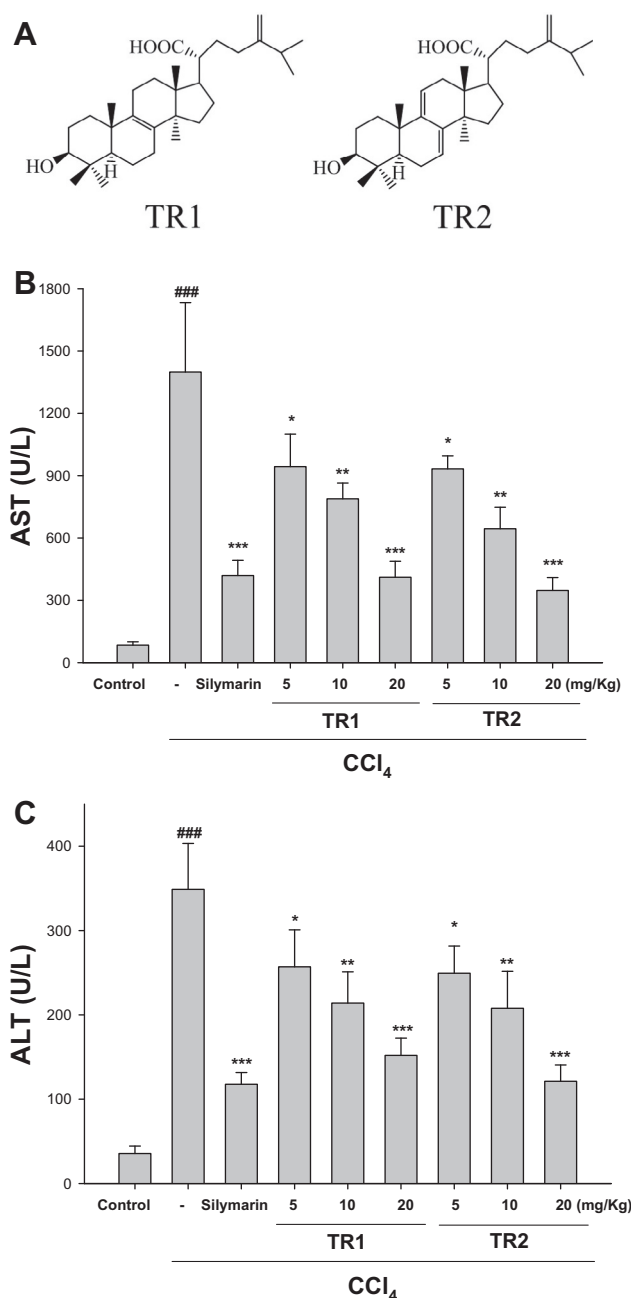 A
HOOC
HOOC
HO
H
HO
H
TR1
TR2
B
AST (U/L)
1800
1500
1200
900
600
300
0
###
***
*
**
***
*
**
***
Control
-
Silymarin
5
10
20
5
10
20 (mg/Kg)
TR1
TR2
CCl4
C
ALT (U/L)
400
300
200
100
0
###
***
*
**
***
*
**
***
Control
-
Silymarin
5
10
20
5
10
20 (mg/Kg)
TR1
TR2
CCl4